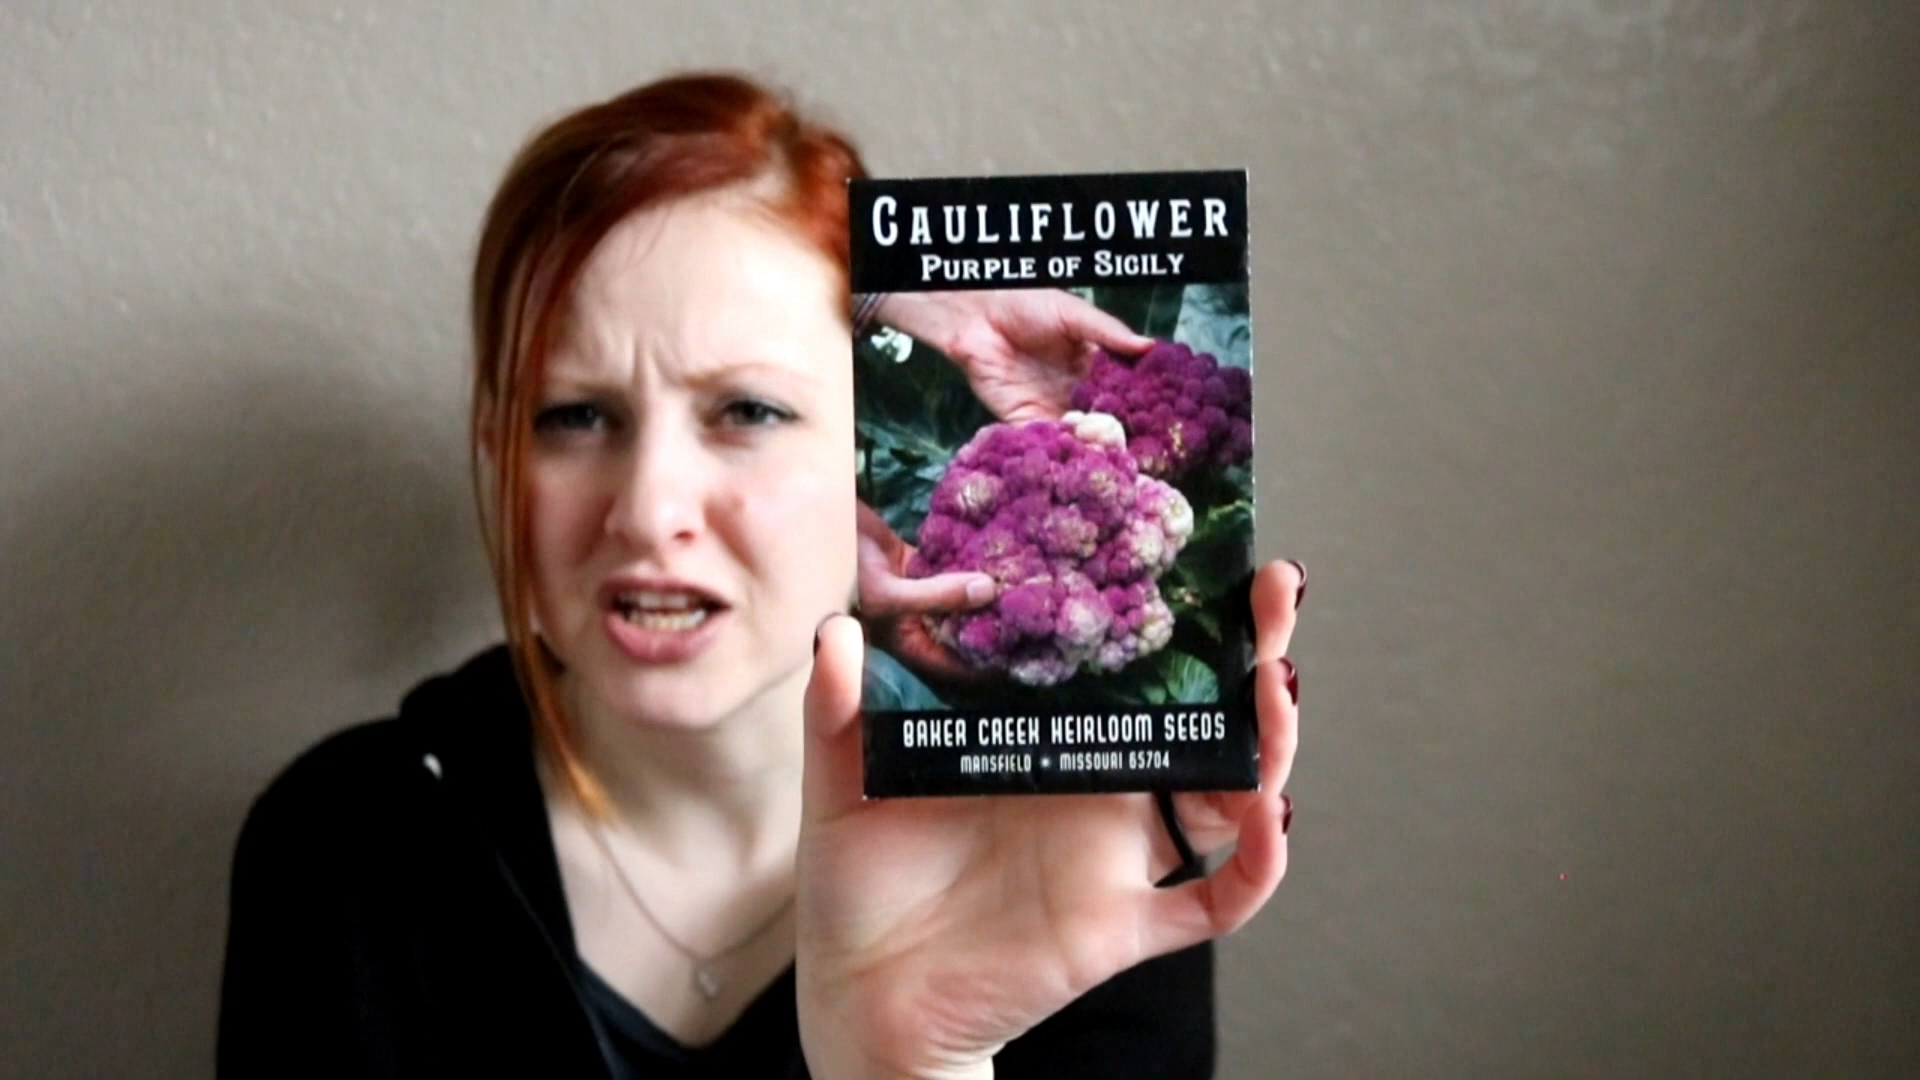 CAULIFLOWER
PURPLE OF SICILY
BAKER CREEK HEIRLOOM SEEDS
MANSFIELD * MISSOURI 65704